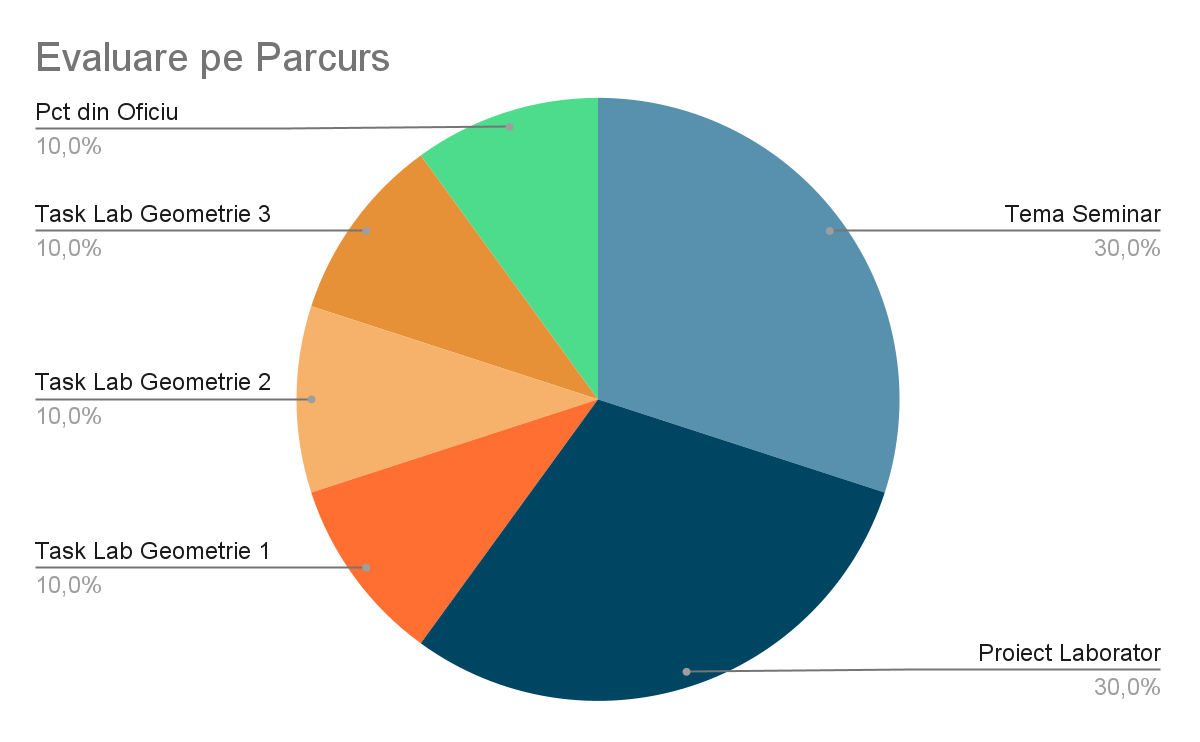 Evaluare pe Parcurs
Pct din Oficiu
10,0%
Task Lab Geometrie 3
10,0%
Task Lab Geometrie 2
10,0%
Task Lab Geometrie 1
10,0%
Tema Seminar
30,0%
Proiect Laborator
30,0%